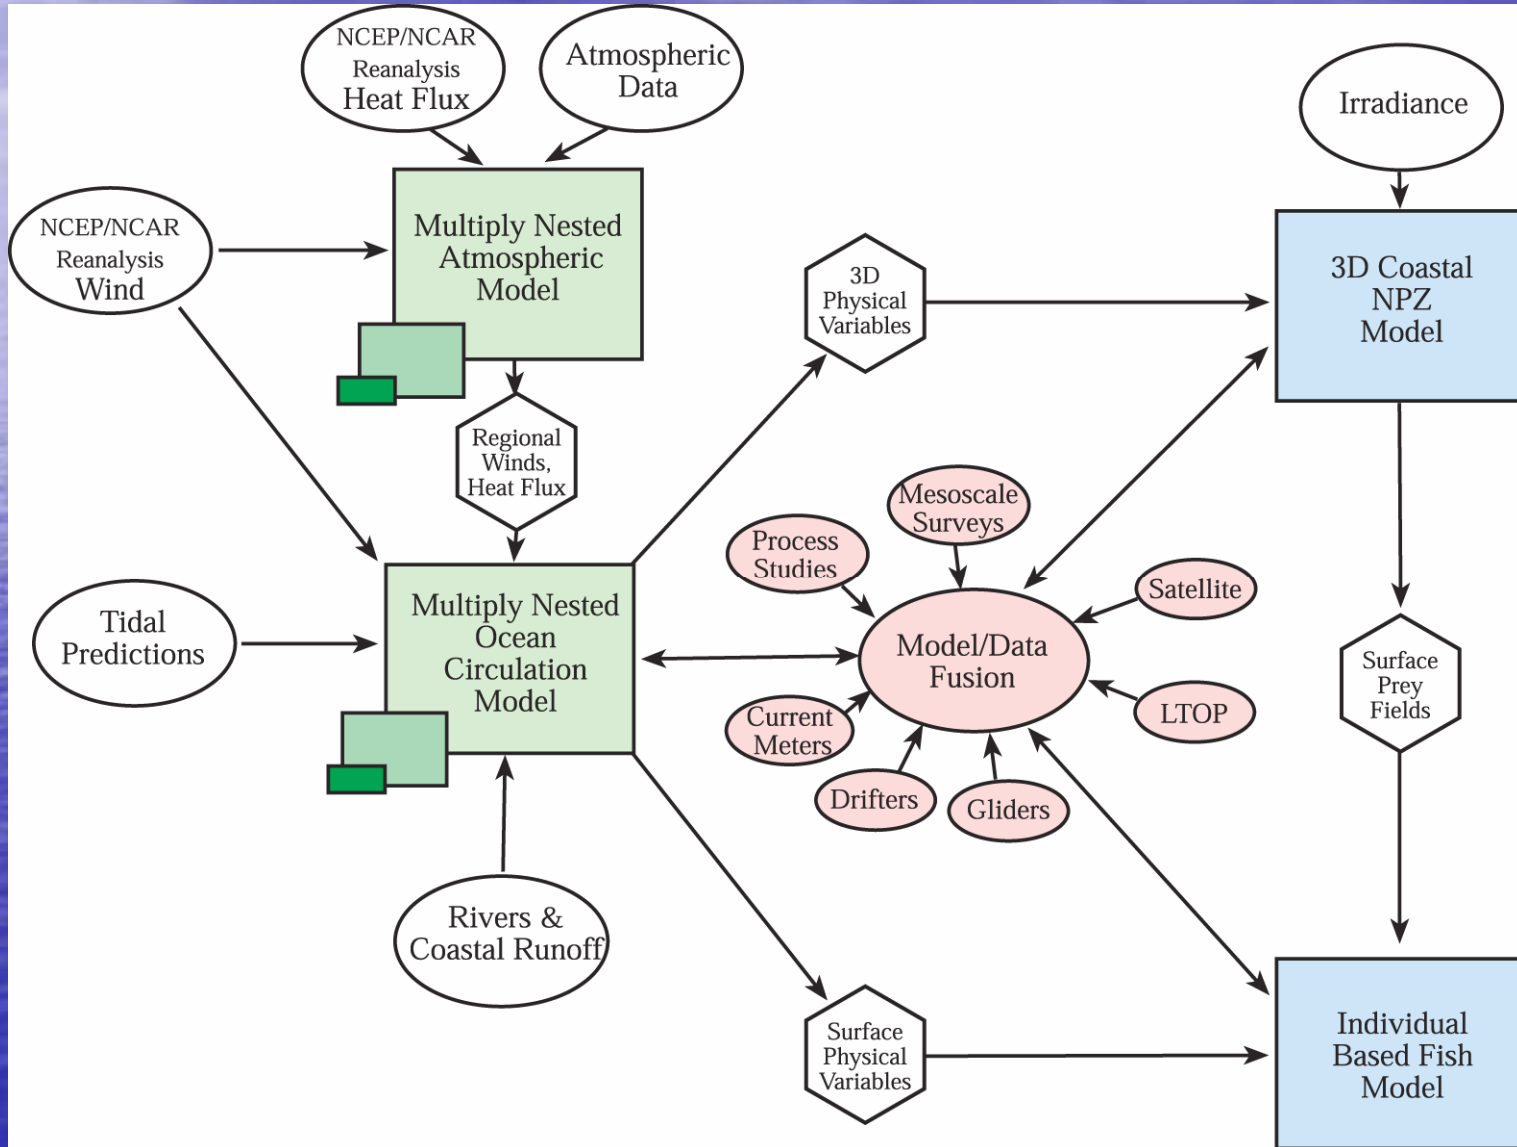 NCEP/NCAR
Reanalysis
Heat Flux
Atmospheric
Data
Irradiance
NCEP/NCAR
Reanalysis
Wind
Multiply Nested
Atmospheric
Model
3D
Physical
Variables
3D Coastal
NPZ
Model
Regional
Winds,
Heat Flux
Mesoscale
Surveys
Process
Studies
Satellite
Tidal
Predictions
Multiply Nested
Ocean
Circulation
Model
Model/Data
Fusion
Surface
Prey
Fields
Current
Meters
LTOP
Drifters
Gliders
Rivers &
Coastal Runoff
Surface
Physical
Variables
Individual
Based Fish
Model